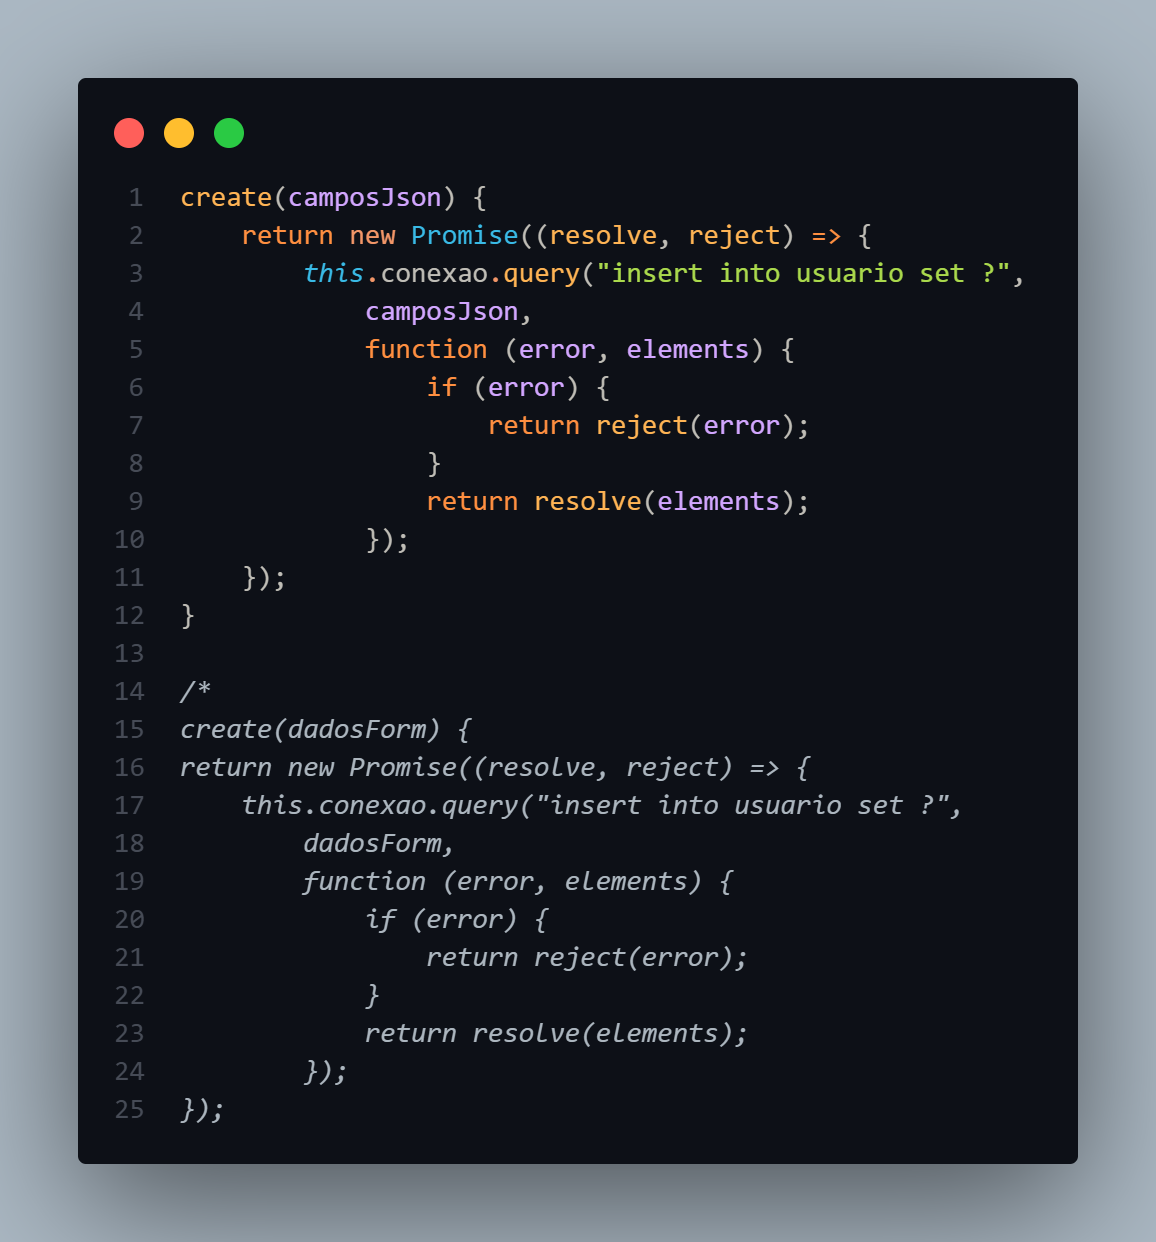 1 create(camposJson) {
2     return new Promise((resolve, reject) => {
3         this.conexao.query("insert into usuario set ?",
4             camposJson,
5             function (error, elements) {
6                 if (error) {
7                     return reject(error);
8                 }
9                 return resolve(elements);
10             });
11     });
12 }
13
14 /*
15 create(dadosForm) {
16 return new Promise((resolve, reject) => {
17     this.conexao.query("insert into usuario set ?",
18         dadosForm,
19         function (error, elements) {
20             if (error) {
21                 return reject(error);
22             }
23             return resolve(elements);
24         });
25 });